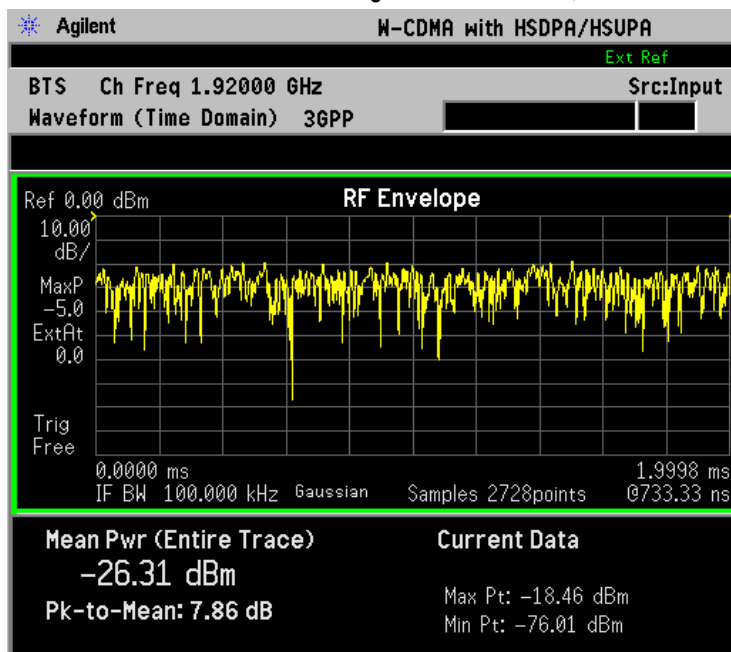 Agilent W-CDMA with HSDPA/HSUPA
Ext Ref
BTS Ch Freq 1.92000 GHz Src:Input
Waveform (Time Domain) 3GPP
Ref 0.00 dBm RF Envelope
10.00
dB/
MaxP
-5.0
ExtAt
0.0
Trig
Free
0.0000 ms 1.9998 ms
IF BW 100.000 kHz Gaussian Samples 2728points @733.33 ns
Mean Pwr (Entire Trace) Current Data
-26.31 dBm
Max Pt: -18.46 dBm
Pk-to-Mean: 7.86 dB
Min Pt: -76.01 dBm